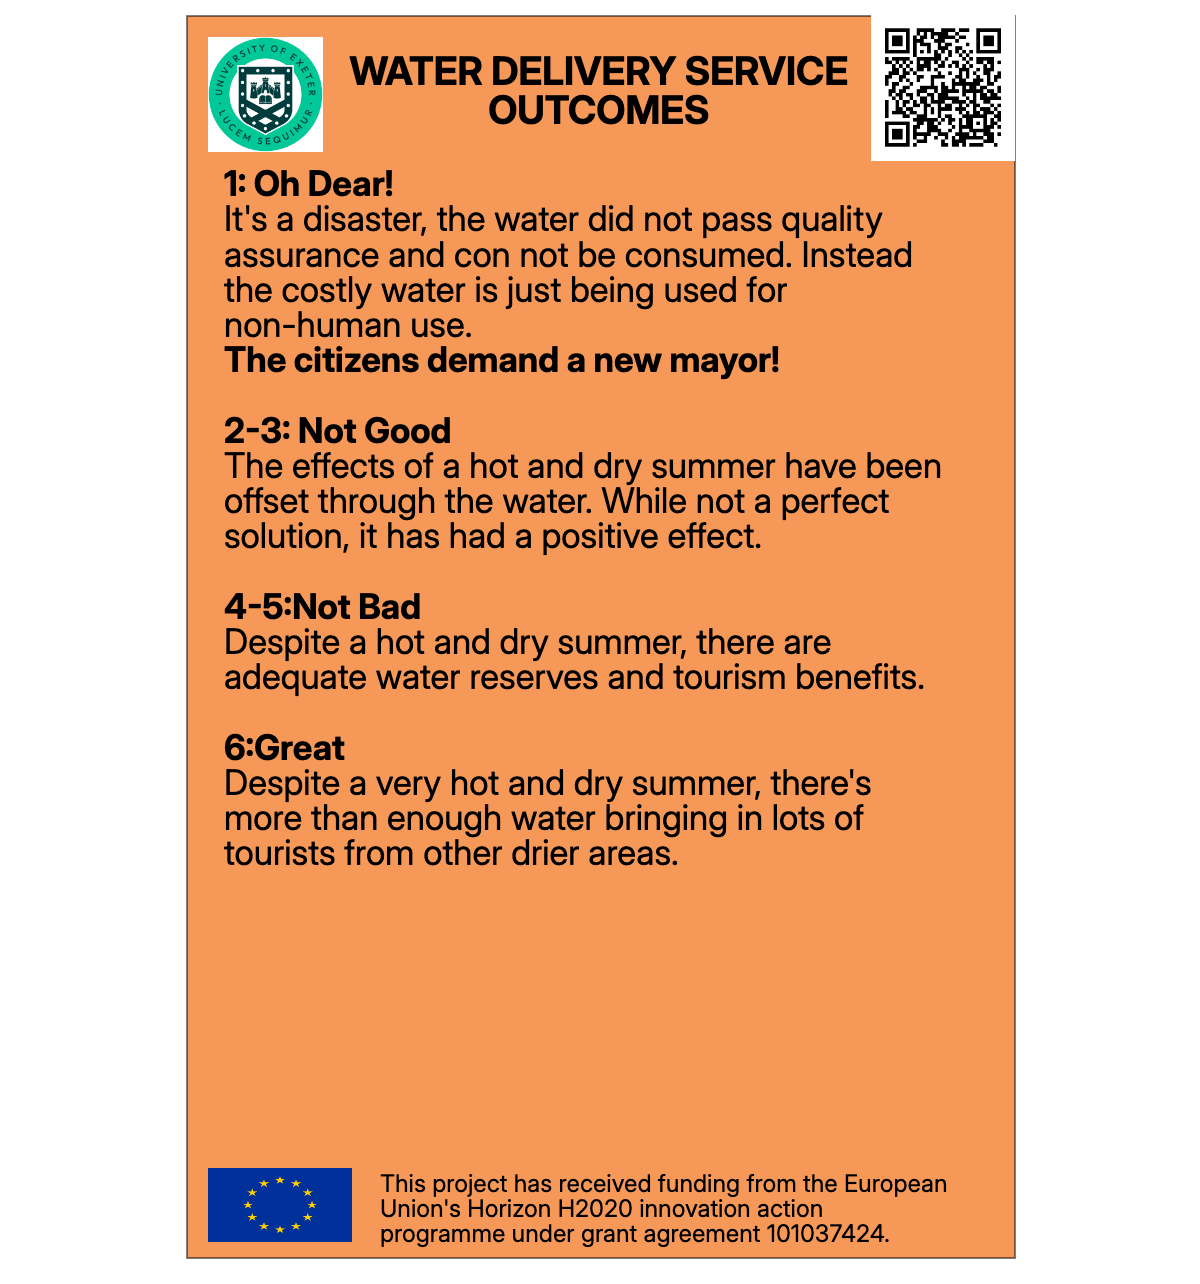 UNIVERSITY OF EXETER
LUCEM SEQUIMUR
WATER DELIVERY SERVICE
OUTCOMES
1: Oh Dear!
It's a disaster, the water did not pass quality
assurance and con not be consumed. Instead
the costly water is just being used for
non-human use.
The citizens demand a new mayor!
2-3: Not Good
The effects of a hot and dry summer have been
offset through the water. While not a perfect
solution, it has had a positive effect.
4-5:Not Bad
Despite a hot and dry summer, there are
adequate water reserves and tourism benefits.
6:Great
Despite a very hot and dry summer, there's
more than enough water bringing in lots of
tourists from other drier areas.
This project has received funding from the European
Union's Horizon H2020 innovation action
programme under grant agreement 101037424.